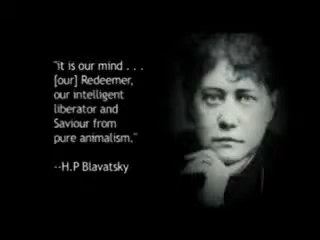 "it is our mind . . .
[our] Redeemer,
our intelligent
liberator and
Saviour from
pure animalism."
--H.P Blavatsky